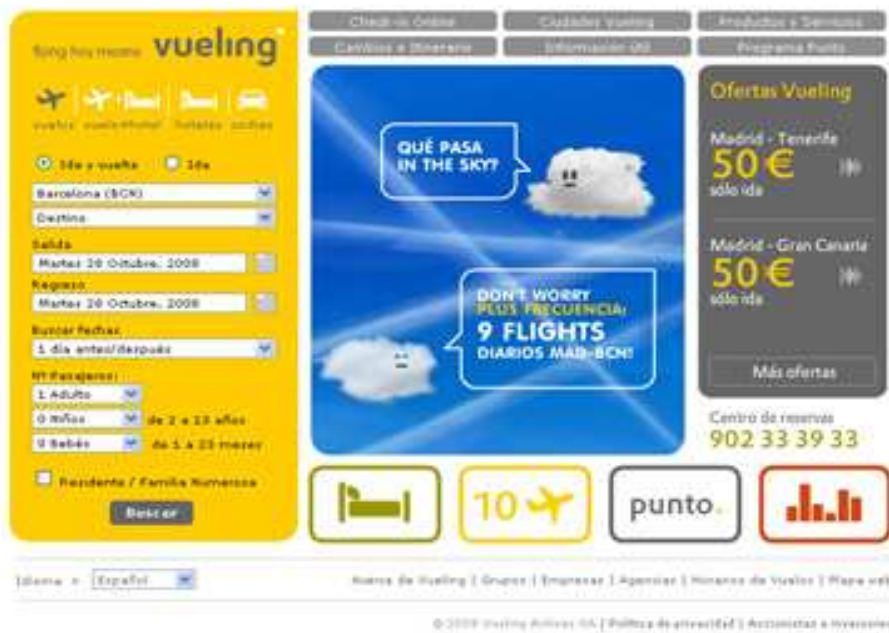 flying hoy means vueling
vuelos vuelo+hotel hoteles coches
Ida y vuelta Ida
Barcelona (BCN)
Destino
Salida
Martes 28 Octubre, 2008
Regreso
Martes 28 Octubre, 2008
Buscar fechas
1 día antes/después
Nº Pasajeros:
1 Adulto
0 Niños de 2 a 13 años
0 Bebés de 1 a 23 meses
Residente / Familia Numerosa
Buscar
Check-in Online
Ciudades Vueling
Productos y Servicios
Cambios e Itinerario
Información útil
Programa Punto
QUÉ PASA
IN THE SKY?
DON'T WORRY
PLUS FRECUENCIA:
9 FLIGHTS
DIARIOS MAD-BCN!
Ofertas Vueling
Madrid - Tenerife
50 €
sólo ida
Madrid - Gran Canaria
50 €
sólo ida
Más ofertas
Centro de reservas
902 33 39 33
10
punto.
Idioma > Español
Acerca de Vueling | Grupos | Empresas | Agencias | Horarios de Vuelos | Mapa web
© 2008 Vueling Airlines SA | Política de privacidad | Accionistas e inversores